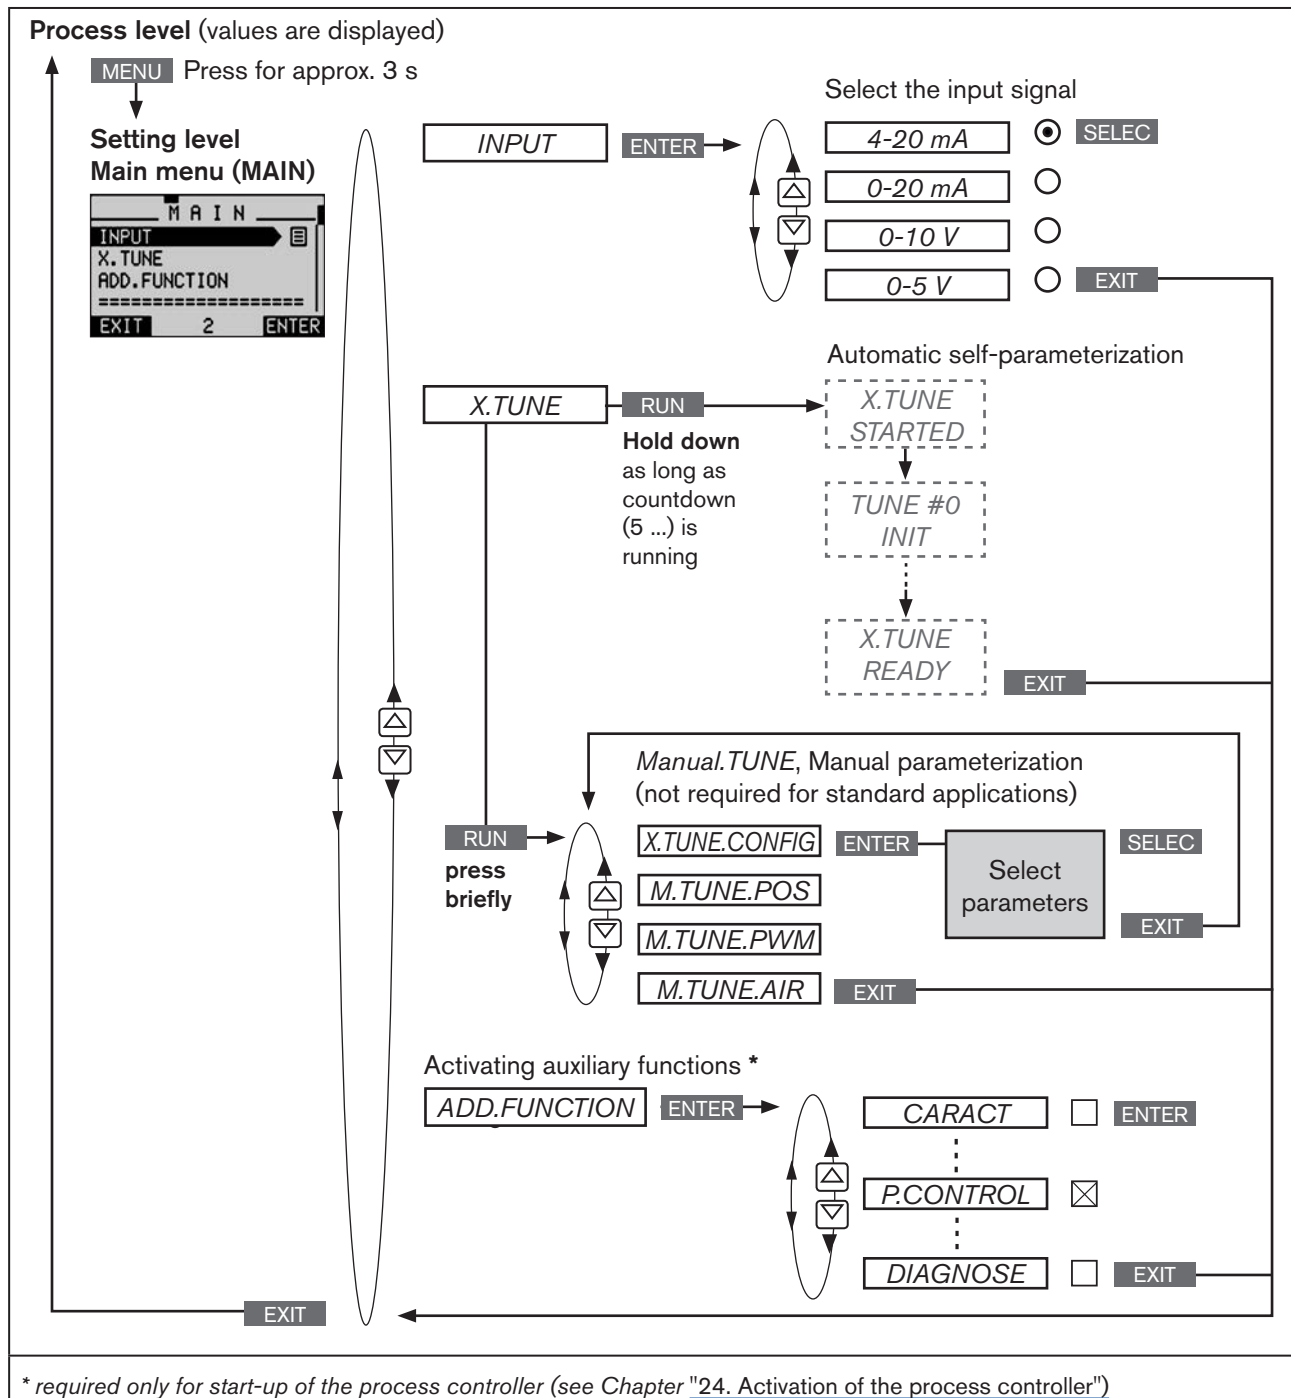 Process level (values are displayed)
MENU Press for approx. 3 s
Setting level
Main menu (MAIN)
MAIN
INPUT
X.TUNE
ADD.FUNCTION
====================
EXIT 2 ENTER
Select the input signal
INPUT ENTER
4-20 mA SELEC
0-20 mA
0-10 V
0-5 V EXIT
Automatic self-parameterization
X.TUNE RUN
Hold down
as long as
countdown
(5 ...) is
running
X.TUNE
STARTED
TUNE #0
INIT
X.TUNE
READY
EXIT
Manual.TUNE, Manual parameterization
(not required for standard applications)
RUN
press
briefly
X.TUNE.CONFIG ENTER
Select
parameters
SELEC
EXIT
M.TUNE.POS
M.TUNE.PWM
M.TUNE.AIR EXIT
Activating auxiliary functions *
ADD.FUNCTION ENTER
CARACT ENTER
P.CONTROL
DIAGNOSE EXIT
EXIT
* required only for start-up of the process controller (see Chapter "24. Activation of the process controller")